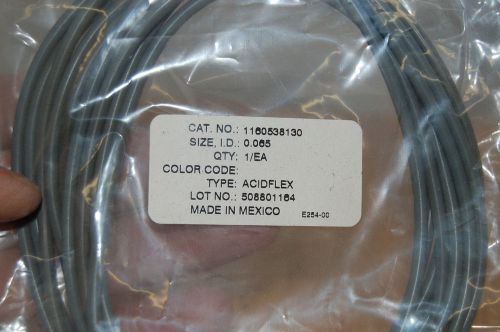 CAT. NO.: 1160538130
SIZE, I.D.: 0.065
QTY: 1/EA
COLOR CODE:
TYPE: ACIDFLEX
LOT NO.: 508801164
MADE IN MEXICO
E254-00